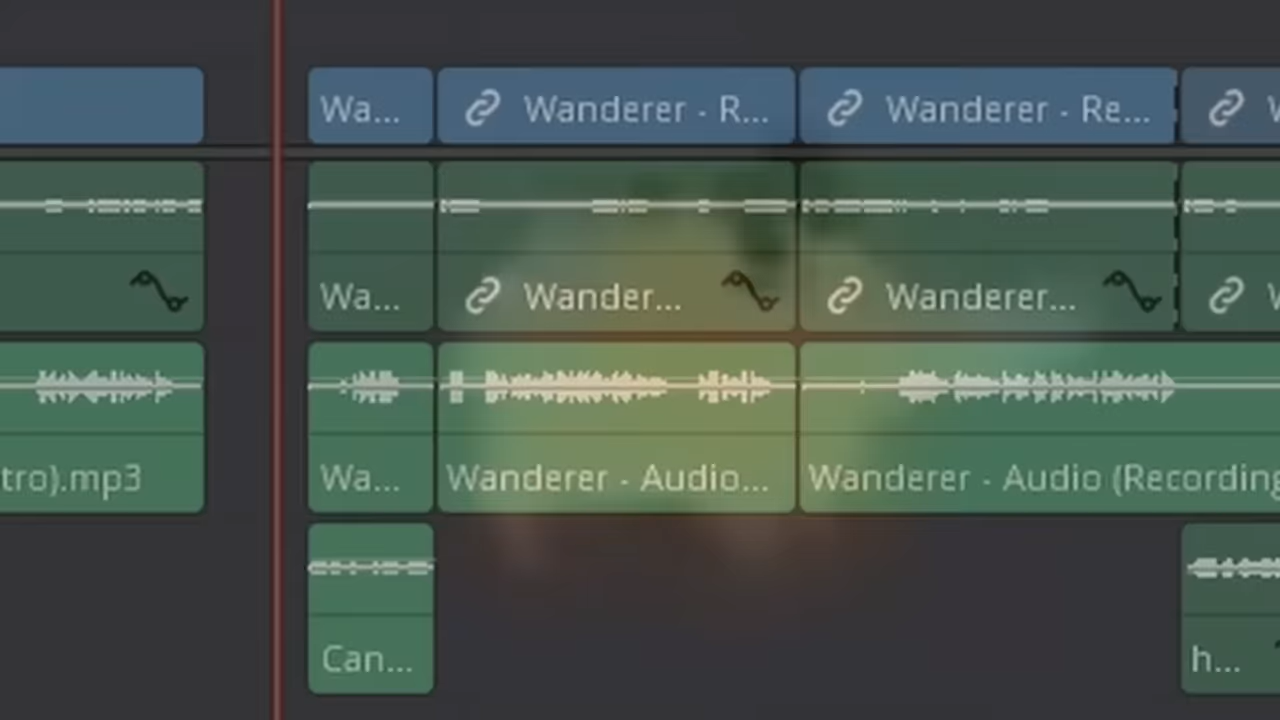 Wa... Wanderer - R... Wanderer - Re... W
Wa... Wander... Wanderer... W
tro).mp3 Wa... Wanderer - Audio... Wanderer - Audio (Recording
Can... h...